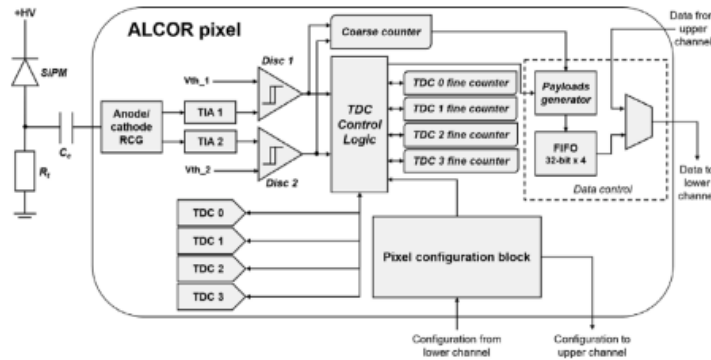 +HV
ALCOR pixel
SiPM
Anode/
cathode
RCG
C
R
TIA 1
TIA 2
Vth_1
Vth_2
Disc 1
Disc 2
Coarse counter
TDC
Control
Logic
TDC 0 fine counter
TDC 1 fine counter
TDC 2 fine counter
TDC 3 fine counter
Payloads
generator
FIFO
32-bit x 4
Data control
Data from
upper
channel
Data to
lower
channel
TDC 0
TDC 1
TDC 2
TDC 3
Pixel configuration block
Configuration from
lower channel
Configuration to
upper channel